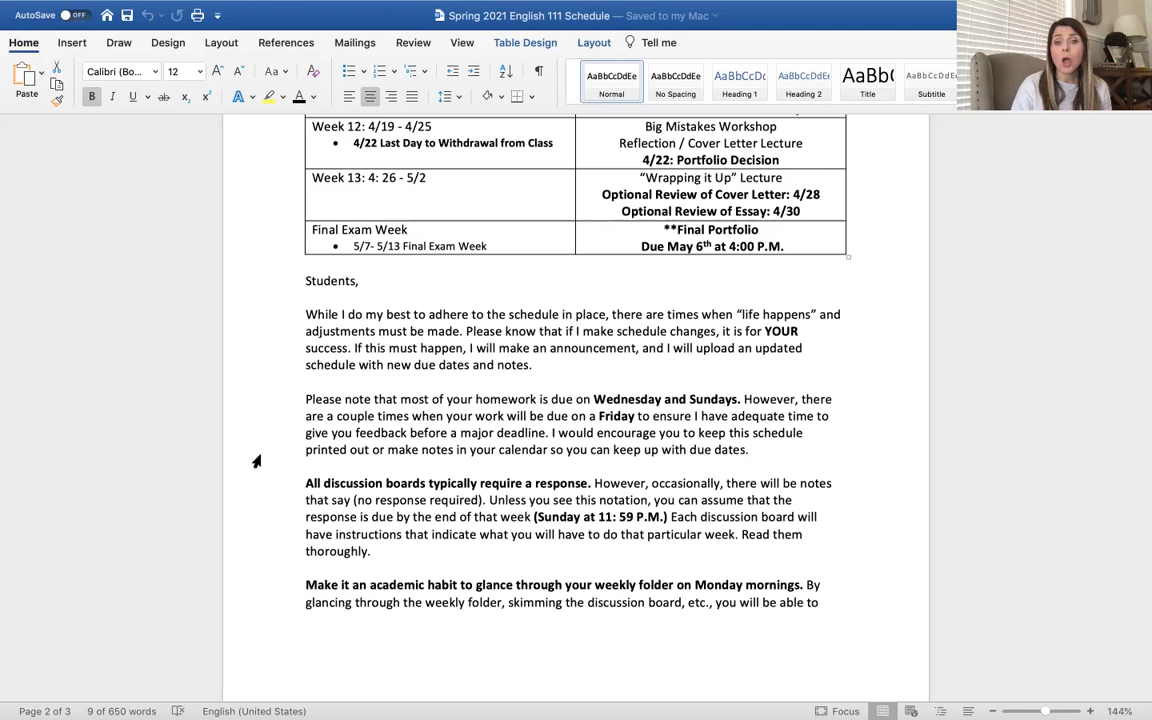 AutoSave OFF
Spring 2021 English 111 Schedule — Saved to my Mac
Home Insert Draw Design Layout References Mailings Review View Table Design Layout Tell me
Paste
Calibri (Bo... 12
AaBbCcDdEe Normal
AaBbCcDdEe No Spacing
AaBbCcDc Heading 1
AaBbCcDdEe Heading 2
AaBb( Title
AaBbCcDdEe Subtitle
Week 12: 4/19 - 4/25
• 4/22 Last Day to Withdrawal from Class
Big Mistakes Workshop
Reflection / Cover Letter Lecture
4/22: Portfolio Decision
Week 13: 4: 26 - 5/2
“Wrapping it Up” Lecture
Optional Review of Cover Letter: 4/28
Optional Review of Essay: 4/30
Final Exam Week
• 5/7- 5/13 Final Exam Week
**Final Portfolio
Due May 6th at 4:00 P.M.
Students,
While I do my best to adhere to the schedule in place, there are times when “life happens” and
adjustments must be made. Please know that if I make schedule changes, it is for YOUR
success. If this must happen, I will make an announcement, and I will upload an updated
schedule with new due dates and notes.
Please note that most of your homework is due on Wednesday and Sundays. However, there
are a couple times when your work will be due on a Friday to ensure I have adequate time to
give you feedback before a major deadline. I would encourage you to keep this schedule
printed out or make notes in your calendar so you can keep up with due dates.
All discussion boards typically require a response. However, occasionally, there will be notes
that say (no response required). Unless you see this notation, you can assume that the
response is due by the end of that week (Sunday at 11: 59 P.M.) Each discussion board will
have instructions that indicate what you will have to do that particular week. Read them
thoroughly.
Make it an academic habit to glance through your weekly folder on Monday mornings. By
glancing through the weekly folder, skimming the discussion board, etc., you will be able to
Page 2 of 3 9 of 650 words English (United States) Focus 144%